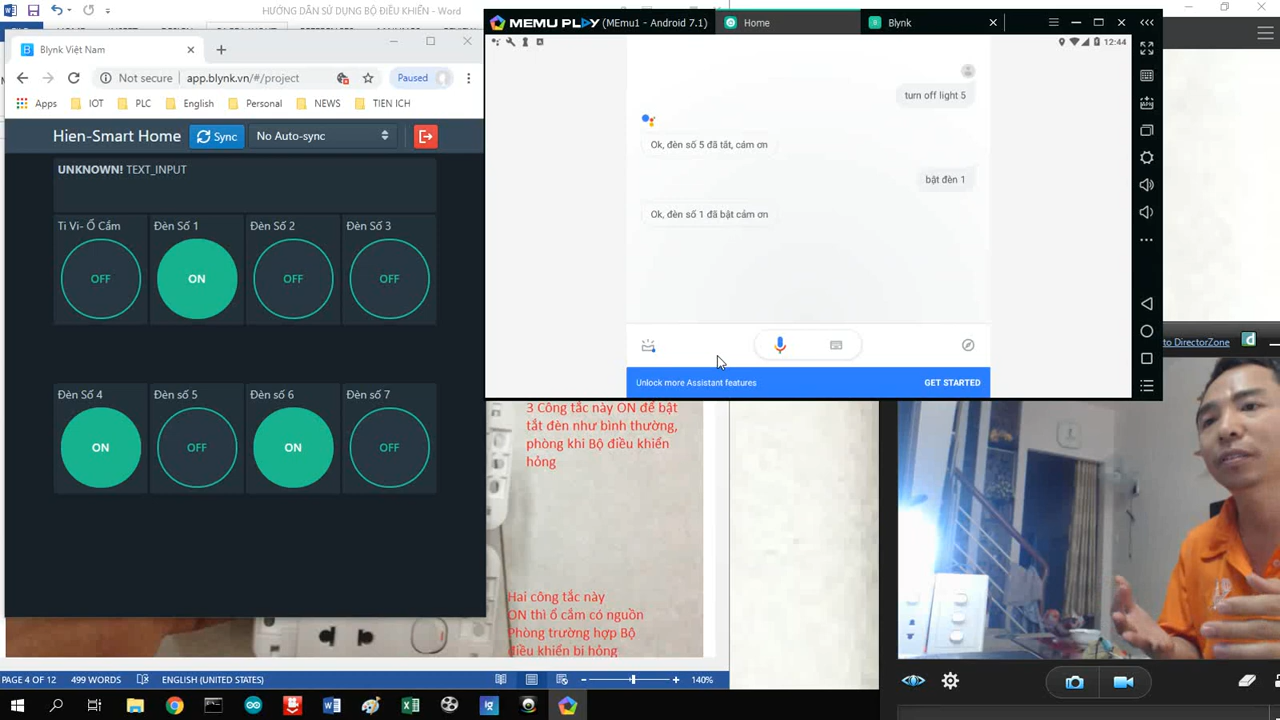 HƯỚNG DẪN SỬ DỤNG BỘ ĐIỀU KHIỂN - Word
Blynk Việt Nam
Not secure
app.blynk.vn/#/project
Paused
Apps
IOT
PLC
English
Personal
NEWS
TIEN ICH
Hien-Smart Home
Sync
No Auto-sync
UNKNOWN! TEXT_INPUT
Ti Vi- Ổ Cắm
Đèn Số 1
Đèn Số 2
Đèn Số 3
OFF
ON
OFF
OFF
Đèn Số 4
Đèn số 5
Đèn số 6
Đèn số 7
ON
OFF
ON
OFF
MEMU PLAY (MEmu1 - Android 7.1)
Home
Blynk
12:44
turn off light 5
Ok, đèn số 5 đã tắt, cám ơn
bật đèn 1
Ok, đèn số 1 đã bật cảm ơn
Unlock more Assistant features
GET STARTED
3 Công tắc này ON để bật
tắt đèn như bình thường,
phòng khi Bộ điều khiển
hỏng
Hai công tắc này
ON thì ổ cắm có nguồn
Phòng trường hợp Bộ
điều khiển bị hỏng
to DirectorZone
PAGE 4 OF 12
499 WORDS
ENGLISH (UNITED STATES)
140%